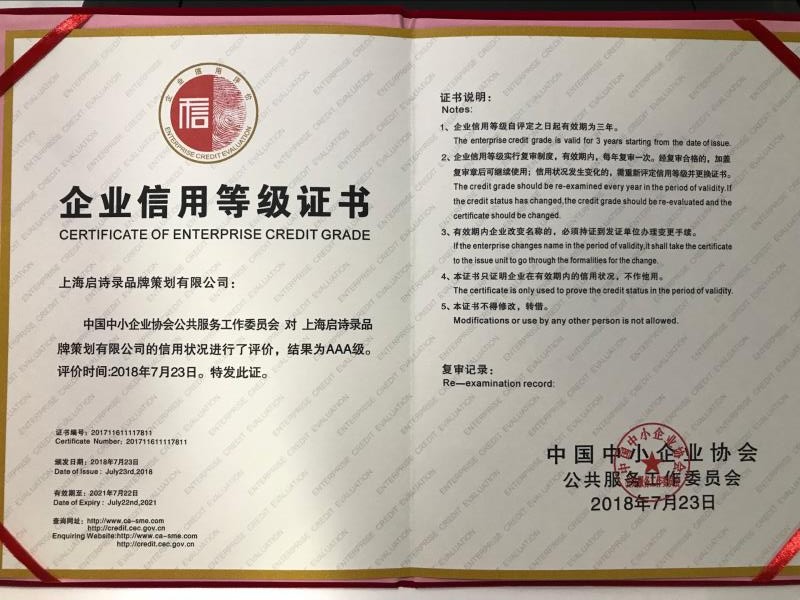 企业信用评价
信
ENTERPRISE CREDIT EVALUATION
企业信用等级证书
CERTIFICATE OF ENTERPRISE CREDIT GRADE
上海启诗录品牌策划有限公司：
中国中小企业协会公共服务工作委员会 对 上海启诗录品
牌策划有限公司的信用状况进行了评价，结果为AAA级。
评价时间:2018年7月23日。特发此证。
证书编号：201711611117811
Certificate Number：201711611117811
颁发日期：2018年7月23日
Date of Issue：July23rd,2018
有效期至：2021年7月22日
Date of Expiry：July22nd,2021
查询网址：http://www.ca-sme.com
http://credit.cec.gov.cn
Enquiring Website:http://www.ca-sme.com
http://credit.cec.gov.cn
证书说明：
Notes:
1、企业信用等级自评定之日起有效期为三年。
The enterprise credit grade is valid for 3 years starting from the date of issue.
2、企业信用等级实行复审制度，有效期内，每年复审一次。经复审合格的，加盖
复审章后可继续使用；信用状况发生变化的，需重新评定信用等级并更换证书。
The credit grade should be re-examined every year in the period of validity.If
the credit status has changed,the credit grade should be re-evaluated and the
certificate should be changed.
3、有效期内企业改变名称的，必须持证到发证单位办理变更手续。
If the enterprise changes name in the period of validity,it shall take the certificate
to the issue unit to go through the formalities for the change.
4、本证书只证明企业在有效期内的信用状况，不作他用。
The certificate is only used to prove the credit status in the period of validity.
5、本证书不得修改，转借。
Modifications or use by any other person is not allowed.
复审记录：
Re—examination record:
中国中小企业协会
公共服务工作委员会
2018年7月23日